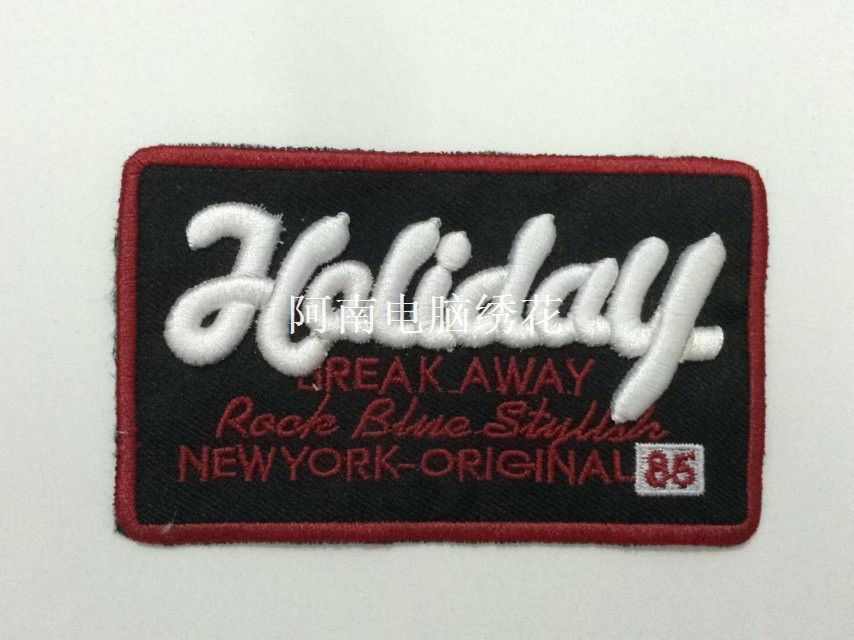 Holiday
阿南电脑绣花
BREAK AWAY
Rock Blue Stylish
NEWYORK-ORIGINAL 85